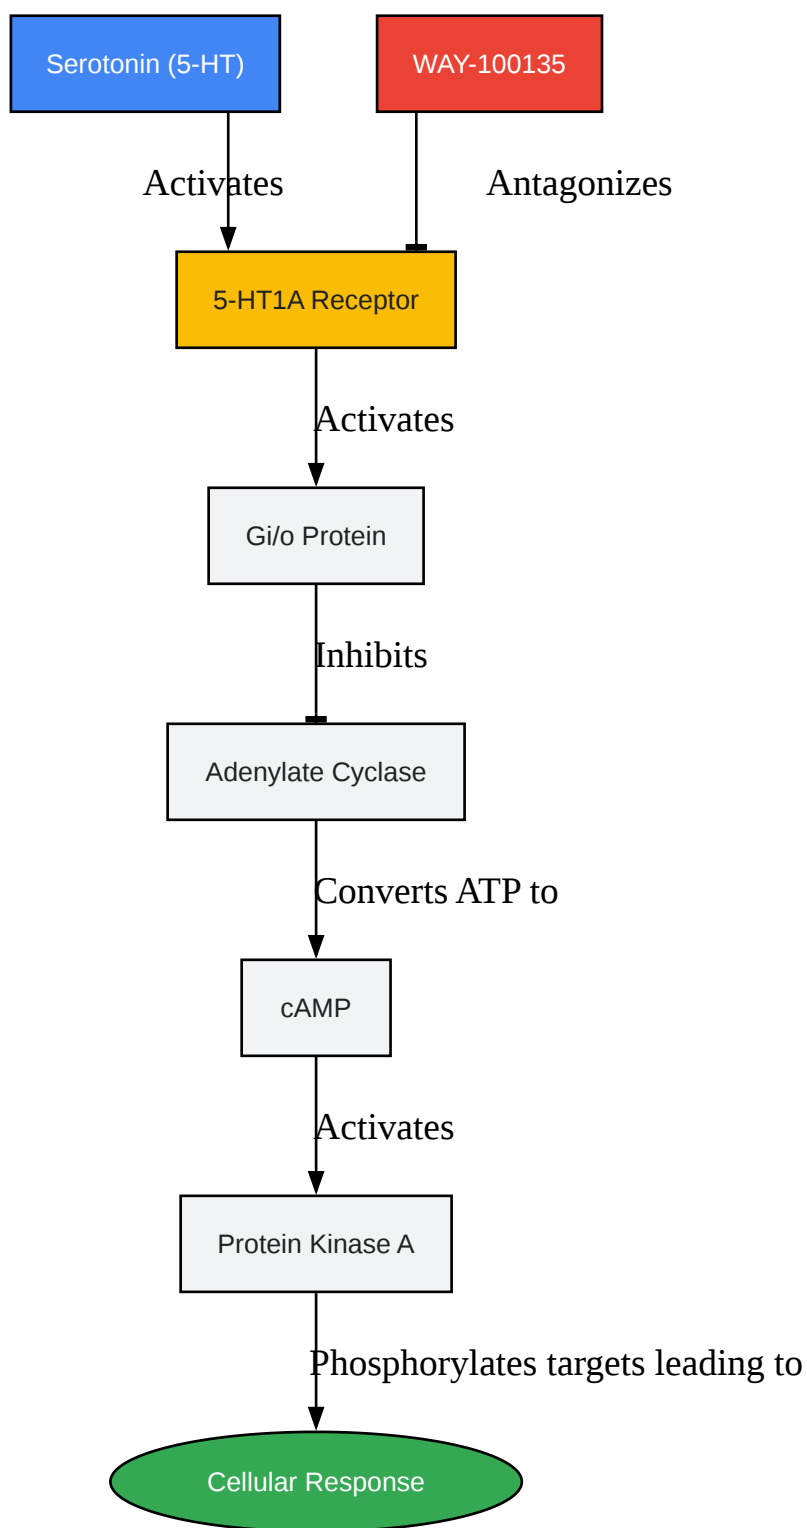 Serotonin (5-HT)
WAY-100135
Activates
Antagonizes
5-HT1A Receptor
Activates
Gi/o Protein
Inhibits
Adenylate Cyclase
Converts ATP to
cAMP
Activates
Protein Kinase A
Phosphorylates targets leading to
Cellular Response